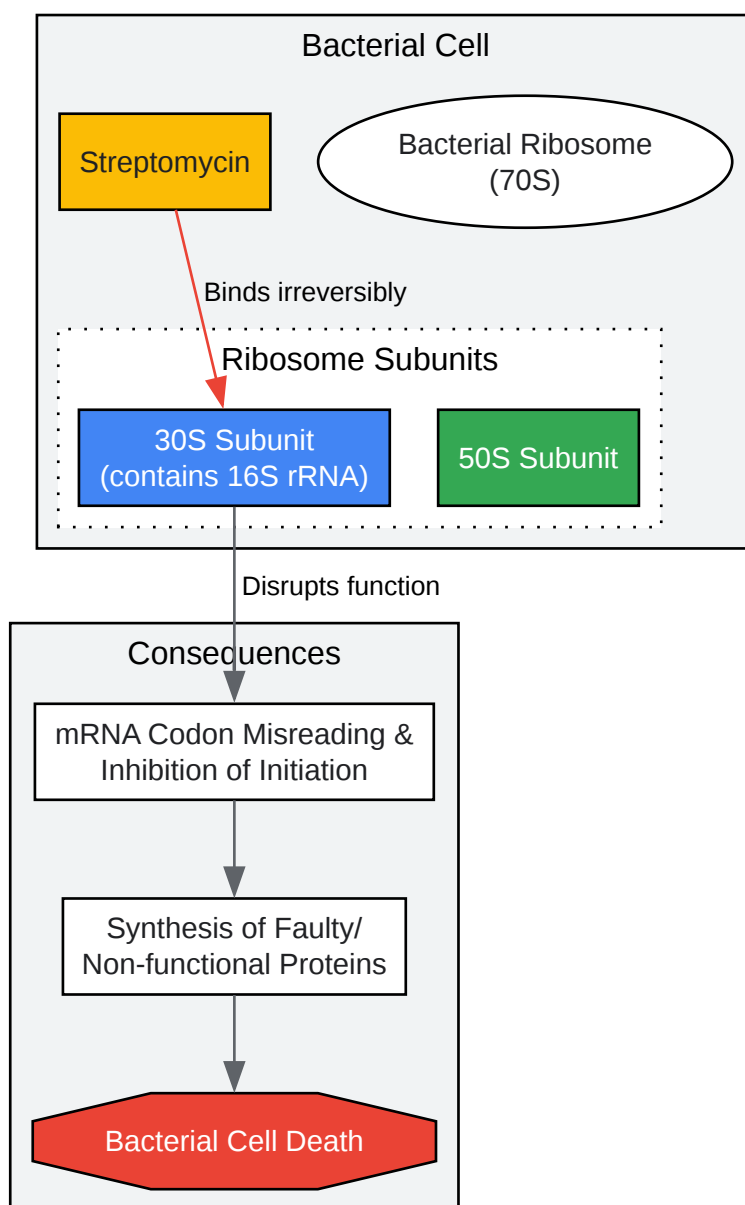 Bacterial Cell
Streptomycin
Bacterial Ribosome
(70S)
Binds irreversibly
Ribosome Subunits
30S Subunit
(contains 16S rRNA)
50S Subunit
Disrupts function
Consequences
mRNA Codon Misreading &
Inhibition of Initiation
Synthesis of Faulty/
Non-functional Proteins
Bacterial Cell Death